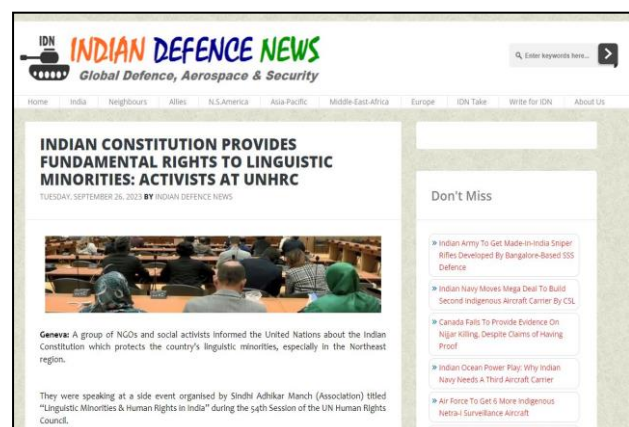 IDN
INDIAN DEFENCE NEWS
Global Defence, Aerospace & Security
Enter keywords here...
Home India Neighbours Allies N.S.America Asia-Pacific Middle-East-Africa Europe IDN Take Write for IDN About Us
INDIAN CONSTITUTION PROVIDES
FUNDAMENTAL RIGHTS TO LINGUISTIC
MINORITIES: ACTIVISTS AT UNHRC
TUESDAY, SEPTEMBER 26, 2023 BY INDIAN DEFENCE NEWS
Geneva: A group of NGOs and social activists informed the United Nations about the Indian
Constitution which protects the country's linguistic minorities, especially in the Northeast
region.
They were speaking at a side event organised by Sindhi Adhikar Manch (Association) titled
“Linguistic Minorities & Human Rights in India” during the 54th Session of the UN Human Rights
Council.
Don't Miss
» Indian Army To Get Made-In-India Sniper
Rifles Developed By Bangalore-Based SSS
Defence
» Indian Navy Moves Mega Deal To Build
Second Indigenous Aircraft Carrier By CSL
» Canada Fails To Provide Evidence On
Nijjar Killing, Despite Claims of Having
Proof
» Indian Ocean Power Play: Why Indian
Navy Needs A Third Aircraft Carrier
» Air Force To Get 6 More Indigenous
Netra-I Surveillance Aircraft